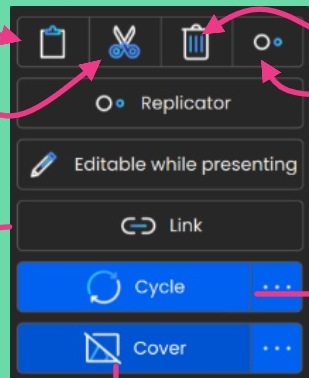 Replicator
Editable while presenting
Link
Cycle
Cover